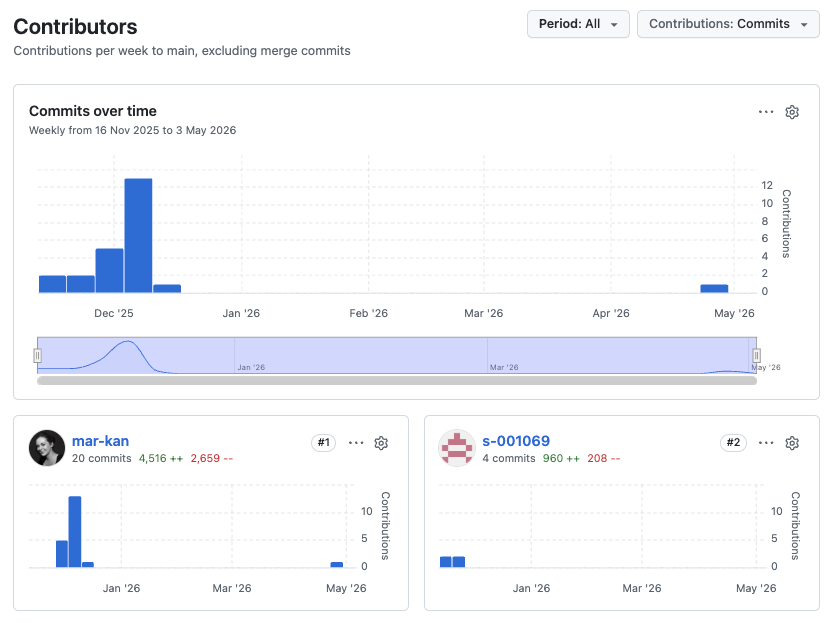 Contributors
Period: All
Contributions: Commits
Contributions per week to main, excluding merge commits
Commits over time
Weekly from 16 Nov 2025 to 3 May 2026
12
10
8
6
4
2
0
Contributions
Dec '25 Jan '26 Feb '26 Mar '26 Apr '26 May '26
Jan '26 Mar '26 May '26
mar-kan
#1
20 commits 4,516 ++ 2,659 --
10
5
0
Contributions
Jan '26 Mar '26 May '26
s-001069
#2
4 commits 960 ++ 208 --
10
5
0
Contributions
Jan '26 Mar '26 May '26